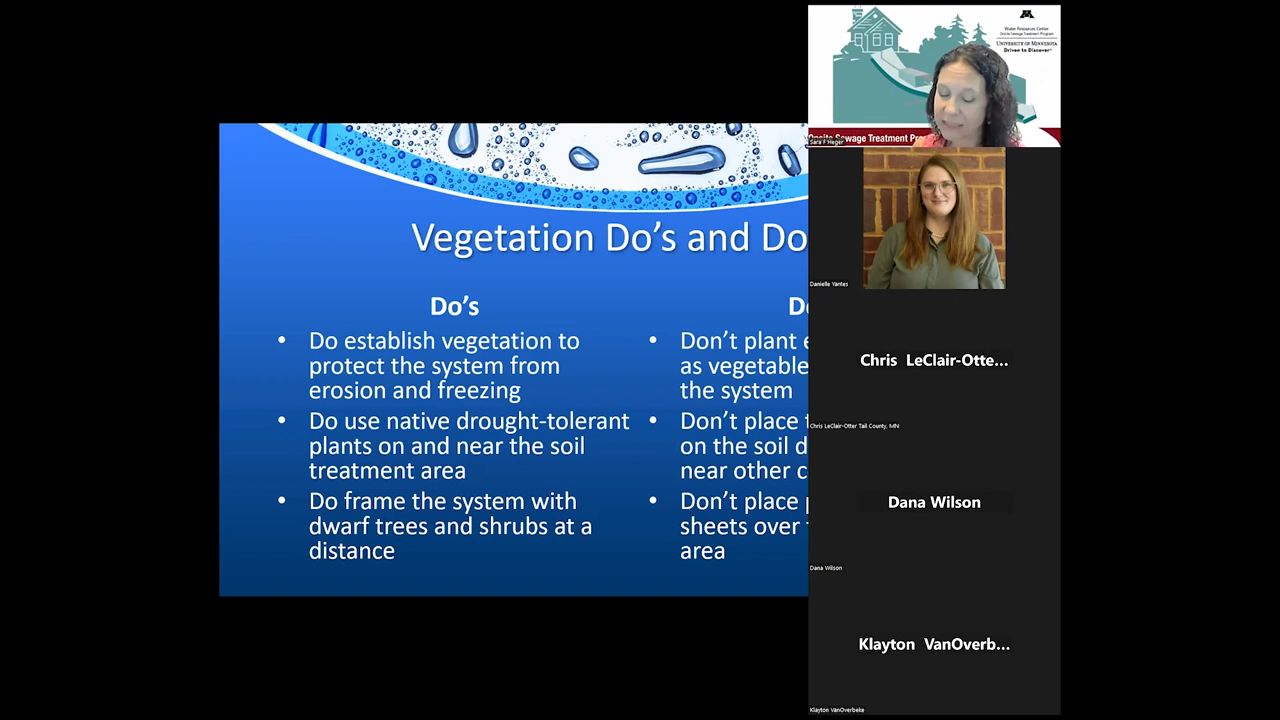 Vegetation Do's and Do
Do's
• Do establish vegetation to
protect the system from
erosion and freezing
• Do use native drought-tolerant
plants on and near the soil
treatment area
• Do frame the system with
dwarf trees and shrubs at a
distance
• Don't plant
as vegetable
the system
• Don't place
on the soil
near other
• Don't place
sheets over
area
Water Resources Center
Onsite Sewage Treatment Program
UNIVERSITY OF MINNESOTA
Driven to Discover
Onsite Sewage Treatment Pro
Sara F Heger
Danielle Yantes
Chris LeClair-Otte...
Chris LeClair-Otter Tail County, MN
Dana Wilson
Dana Wilson
Klayton VanOverb...
Klayton VanOverbeke